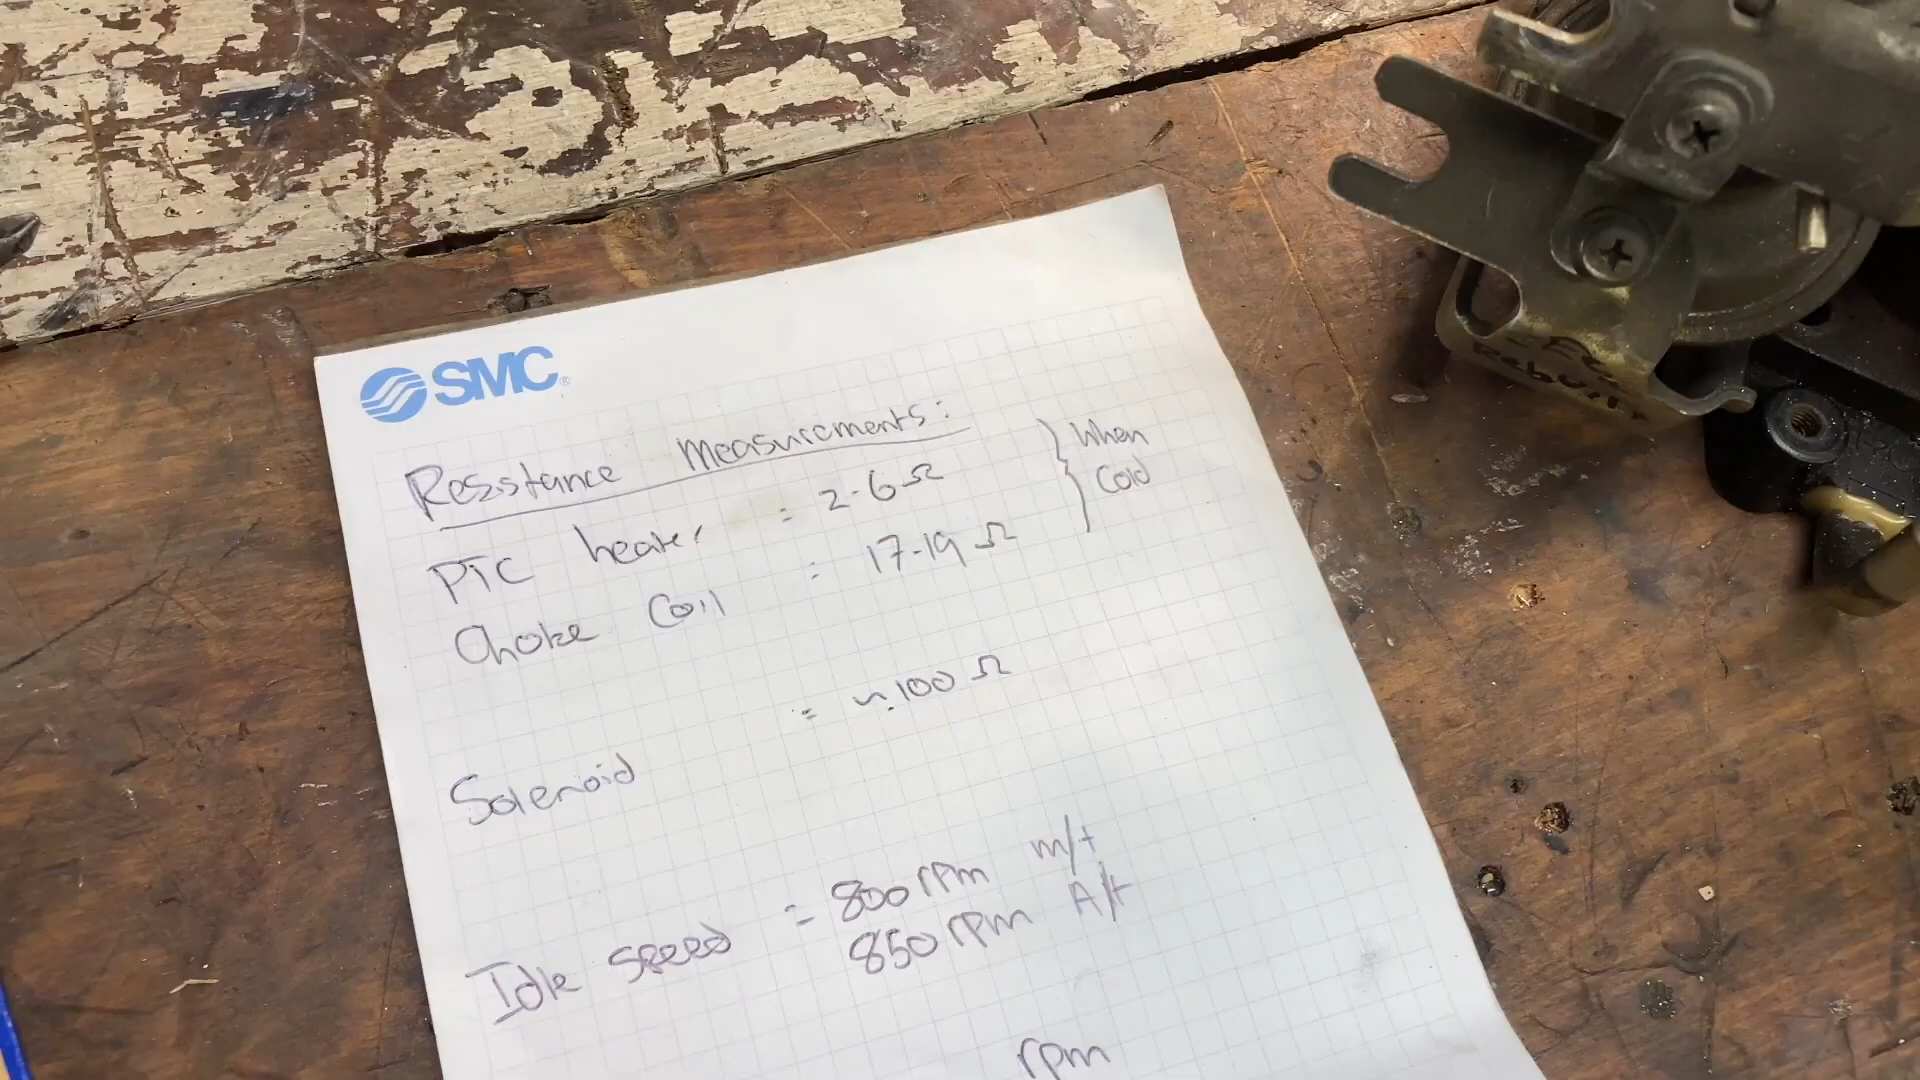 SMC®
Resistance Measurements:
PTC heater : 2-6 Ω
When
Cold
Choke Coil : 17-19 Ω
Solenoid = ~100 Ω
Idle Speed = 800 rpm m/t
850 rpm A/t
rpm
Rebuilt